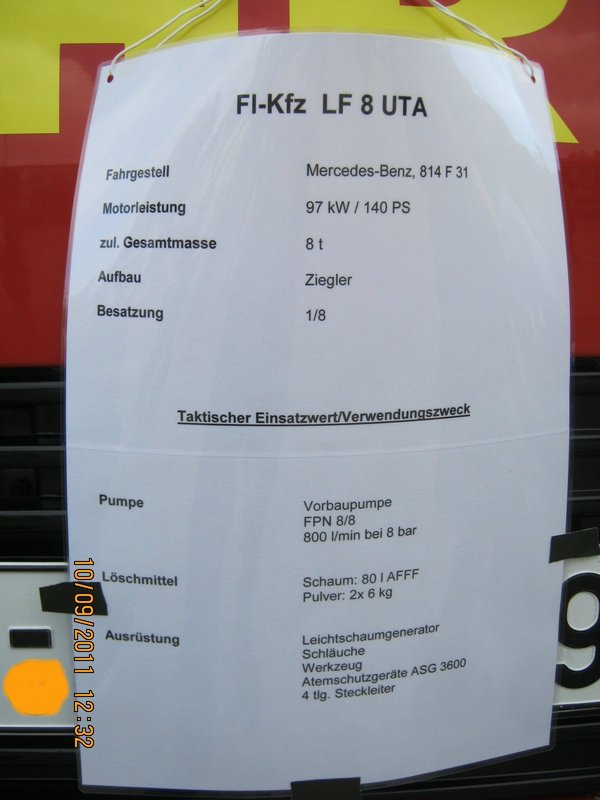 Fl-Kfz LF 8 UTA
Fahrgestell Mercedes-Benz, 814 F 31
Motorleistung 97 kW / 140 PS
zul. Gesamtmasse 8 t
Aufbau Ziegler
Besatzung 1/8
Taktischer Einsatzwert/Verwendungszweck
Pumpe Vorbaupumpe
FPN 8/8
800 l/min bei 8 bar
Löschmittel Schaum: 80 l AFFF
Pulver: 2x 6 kg
Ausrüstung Leichtschaumgenerator
Schläuche
Werkzeug
Atemschutzgeräte ASG 3600
4 tlg. Steckleiter
10/09/2011 12:32
9